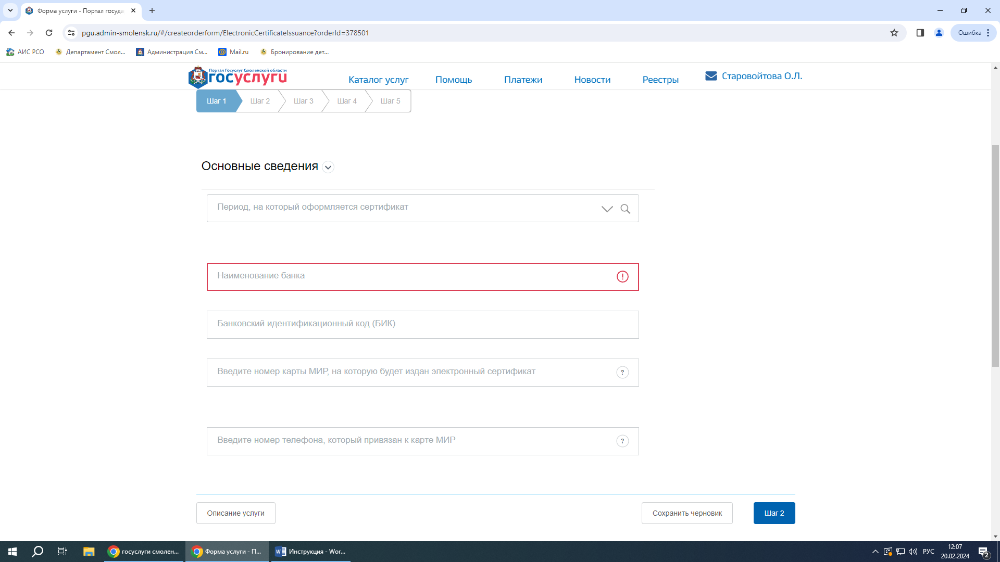 Форма услуги - Портал госуда
pgu.admin-smolensk.ru/#/createorderform/ElectronicCertificateIssuance?orderId=378501
Ошибка
АИС РСО
Департамент Смол...
Администрация См...
Mail.ru
Бронирование дет...
Портал Госуслуг Смоленской области
госуслуги
Каталог услуг
Помощь
Платежи
Новости
Реестры
Старовойтова О.Л.
Шаг 1
Шаг 2
Шаг 3
Шаг 4
Шаг 5
Основные сведения
Период, на который оформляется сертификат
Наименование банка
Банковский идентификационный код (БИК)
Введите номер карты МИР, на которую будет издан электронный сертификат
?
Введите номер телефона, который привязан к карте МИР
?
Описание услуги
Сохранить черновик
Шаг 2
госуслуги смолен...
Форма услуги - П...
Инструкция - Wor...
РУС
12:07
20.02.2024
2